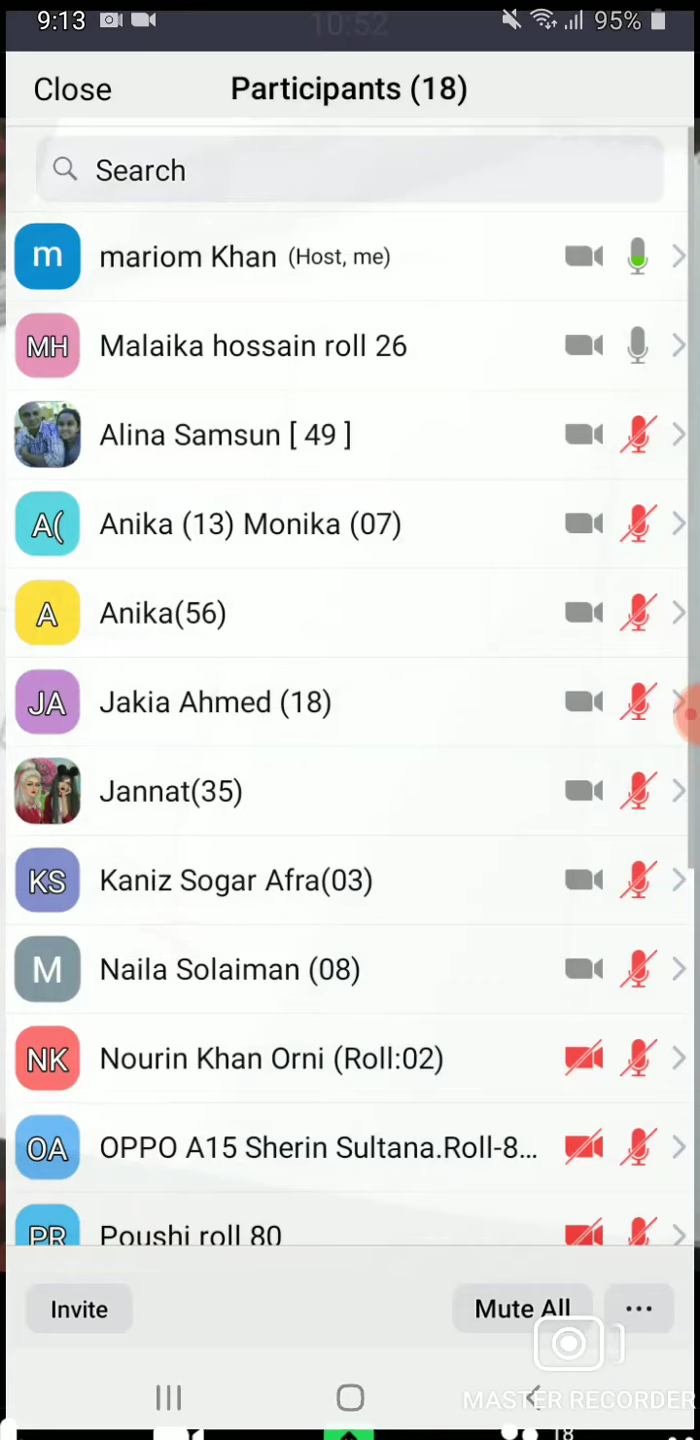 9:13 10:52 95%
Close Participants (18)
Search
m mariom Khan (Host, me)
MH Malaika hossain roll 26
Alina Samsun [ 49 ]
A( Anika (13) Monika (07)
A Anika(56)
JA Jakia Ahmed (18)
Jannat(35)
KS Kaniz Sogar Afra(03)
M Naila Solaiman (08)
NK Nourin Khan Orni (Roll:02)
OA OPPO A15 Sherin Sultana.Roll-8...
PR Poushi roll 80
Invite Mute All ...
MASTER RECORDER
18